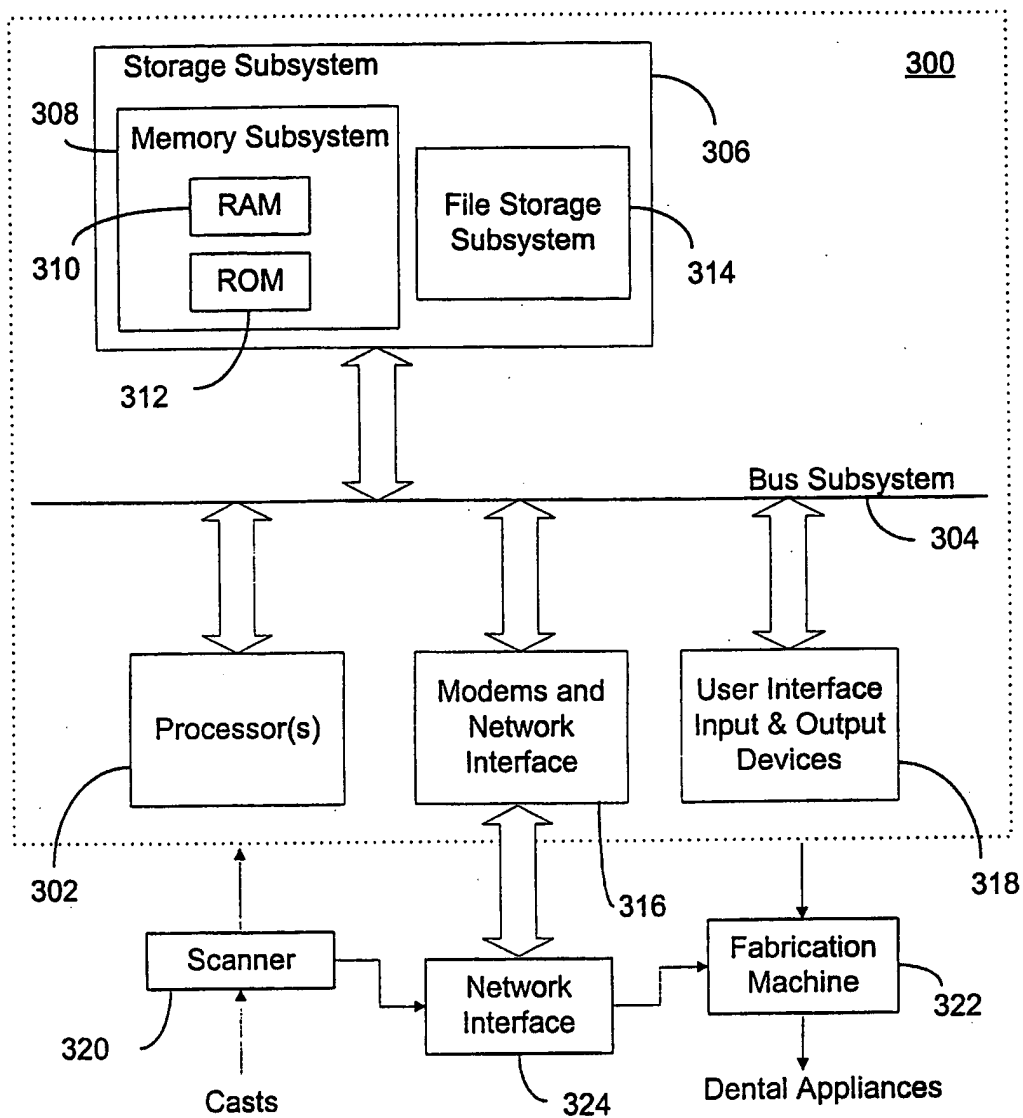 Storage Subsystem
300
308
Memory Subsystem
306
RAM
File Storage
Subsystem
310
ROM
314
312
Bus Subsystem
304
Processor(s)
Modems and
Network
Interface
User Interface
Input & Output
Devices
302
316
318
Scanner
Network
Interface
Fabrication
Machine
320
322
Casts
324
Dental Appliances